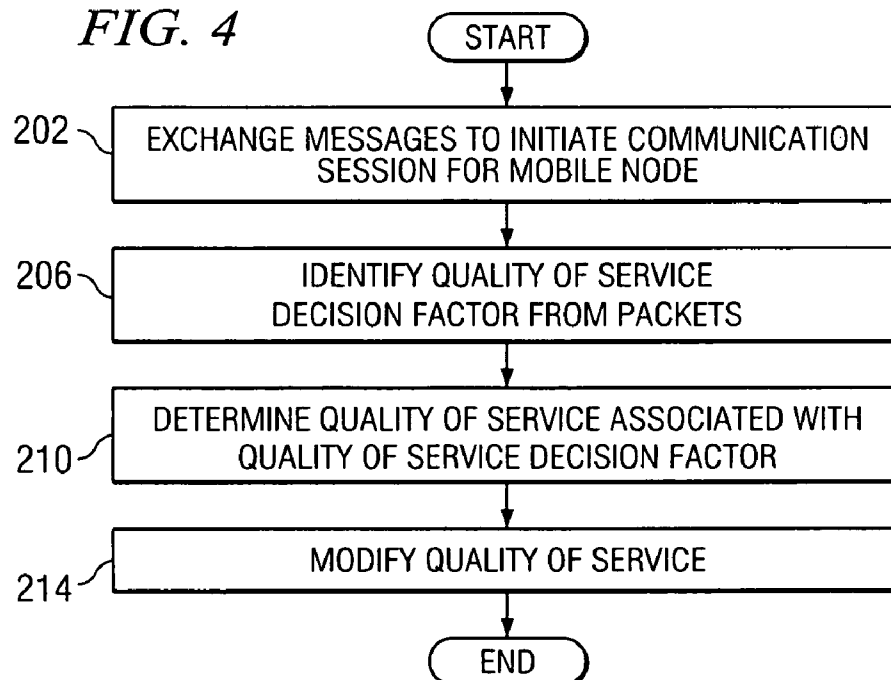 FIG. 4
START
202
EXCHANGE MESSAGES TO INITIATE COMMUNICATION
SESSION FOR MOBILE NODE
206
IDENTIFY QUALITY OF SERVICE
DECISION FACTOR FROM PACKETS
210
DETERMINE QUALITY OF SERVICE ASSOCIATED WITH
QUALITY OF SERVICE DECISION FACTOR
214
MODIFY QUALITY OF SERVICE
END